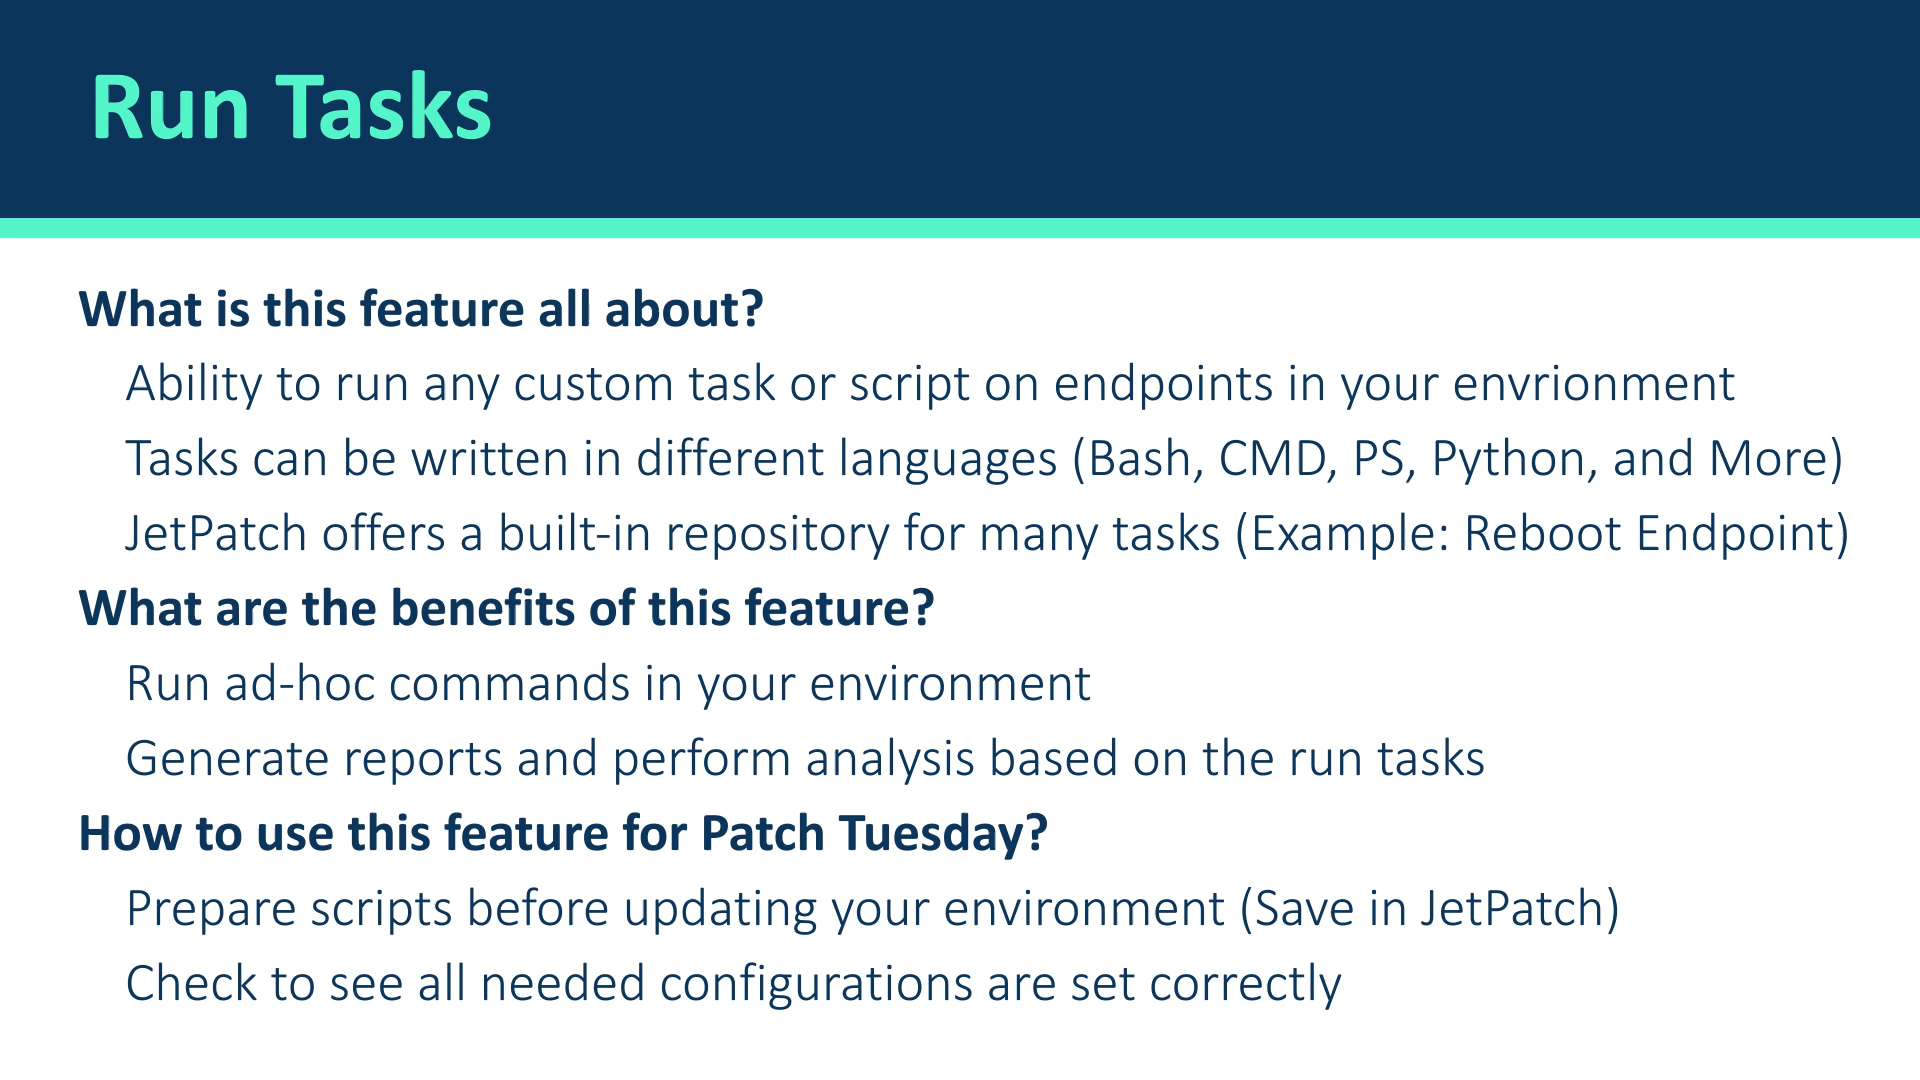 Run Tasks
What is this feature all about?
Ability to run any custom task or script on endpoints in your envrionment
Tasks can be written in different languages (Bash, CMD, PS, Python, and More)
JetPatch offers a built-in repository for many tasks (Example: Reboot Endpoint)
What are the benefits of this feature?
Run ad-hoc commands in your environment
Generate reports and perform analysis based on the run tasks
How to use this feature for Patch Tuesday?
Prepare scripts before updating your environment (Save in JetPatch)
Check to see all needed configurations are set correctly